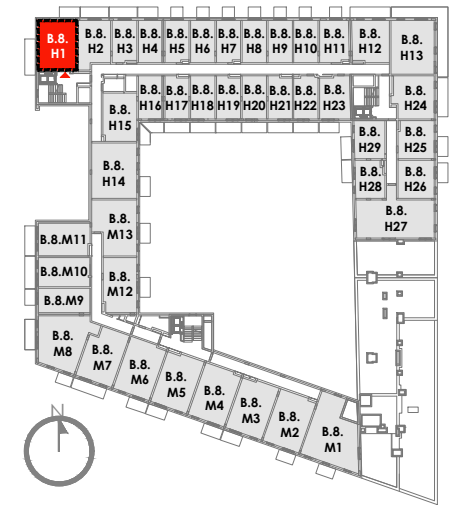 B.8.
H1
B.8.
H2
B.8.
H3
B.8.
H4
B.8.
H5
B.8.
H6
B.8.
H7
B.8.
H8
B.8.
H9
B.8.
H10
B.8.
H11
B.8.
H12
B.8.
H13
B.8.
H15
B.8.
H16
B.8.
H17
B.8.
H18
B.8.
H19
B.8.
H20
B.8.
H21
B.8.
H22
B.8.
H23
B.8.
H24
B.8.
H29
B.8.
H25
B.8.
H14
B.8.
H28
B.8.
H26
B.8.
H27
B.8.
M13
B.8.M11
B.8.M10
B.8.
M12
B.8.M9
B.8.
M8
B.8.
M7
B.8.
M6
B.8.
M5
B.8.
M4
B.8.
M3
B.8.
M2
B.8.
M1
N